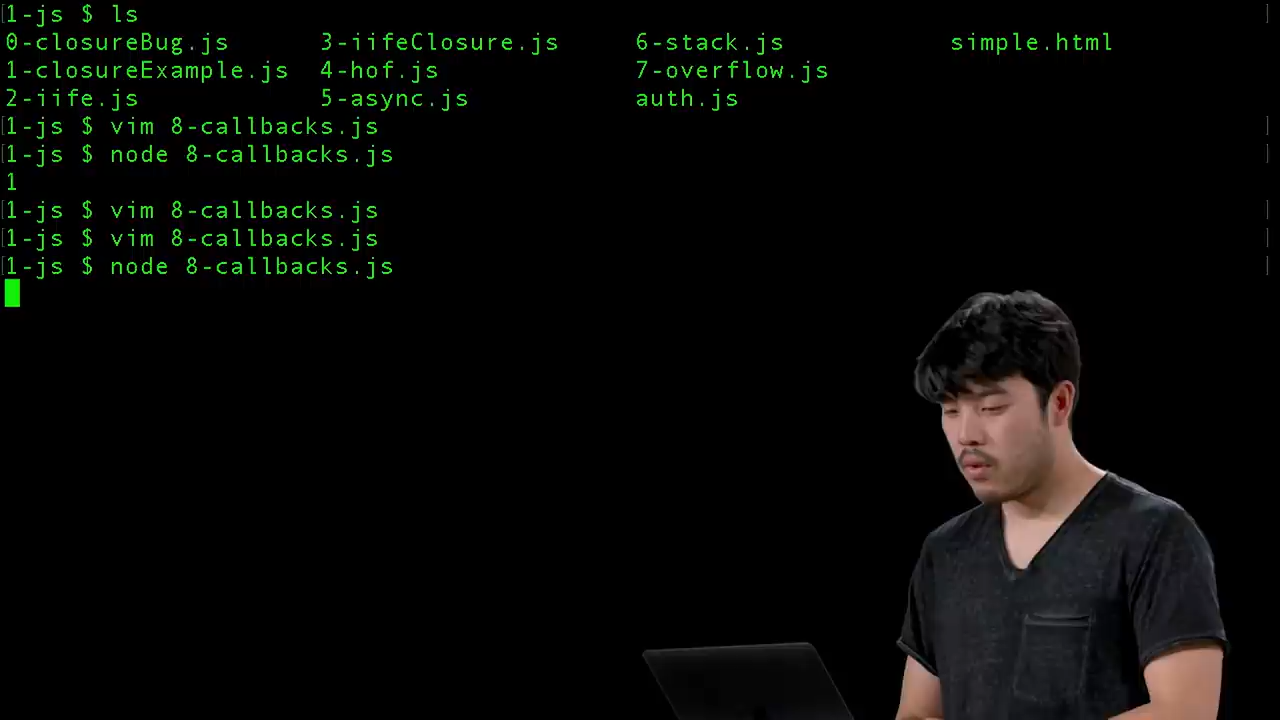 1-js $ ls
0-closureBug.js 3-iifeClosure.js 6-stack.js simple.html
1-closureExample.js 4-hof.js 7-overflow.js
2-iife.js 5-async.js auth.js
1-js $ vim 8-callbacks.js
1-js $ node 8-callbacks.js
1
1-js $ vim 8-callbacks.js
1-js $ vim 8-callbacks.js
1-js $ node 8-callbacks.js